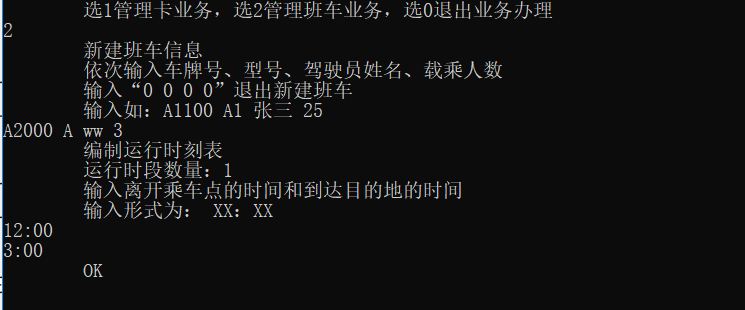 选1管理卡业务，选2管理班车业务，选0退出业务办理
2
新建班车信息
依次输入车牌号、型号、驾驶员姓名、载乘人数
输入“0 0 0 0”退出新建班车
输入如：A1100 A1 张三 25
A2000 A ww 3
编制运行时刻表
运行时段数量：1
输入离开乘车点的时间和到达目的地的时间
输入形式为： XX：XX
12:00
3:00
OK